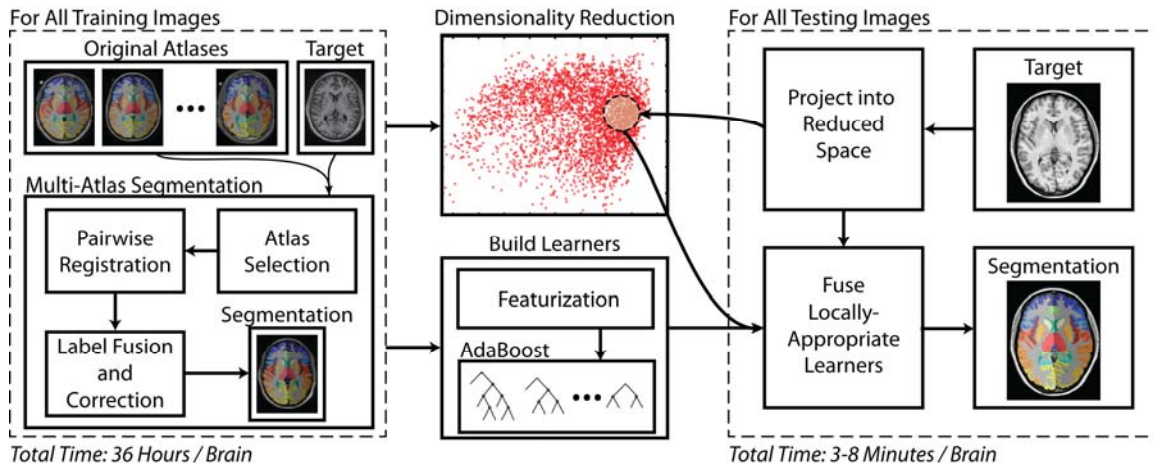 For All Training Images
Original Atlases
Target
Multi-Atlas Segmentation
Pairwise
Registration
Atlas
Selection
Label Fusion
and
Correction
Segmentation
Total Time: 36 Hours / Brain
Dimensionality Reduction
Build Learners
Featurization
AdaBoost
For All Testing Images
Project into
Reduced
Space
Target
Fuse
Locally-
Appropriate
Learners
Segmentation
Total Time: 3-8 Minutes / Brain